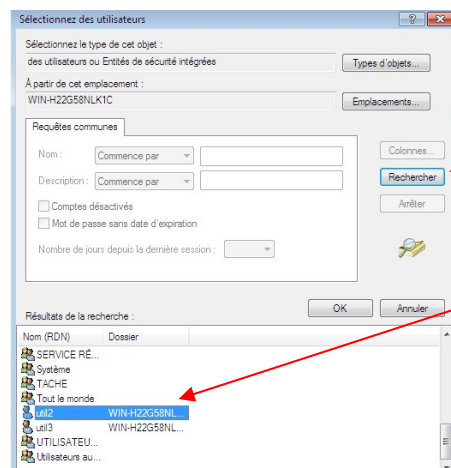 Sélectionnez des utilisateurs
Sélectionnez le type de cet objet :
des utilisateurs ou Entités de sécurité intégrées
Types d'objets...
À partir de cet emplacement :
WIN-H22G58NLK1C
Emplacements...
Requêtes communes
Nom :
Commence par
Colonnes...
Description :
Commence par
Rechercher
Comptes désactivés
Arrêter
Mot de passe sans date d'expiration
Nombre de jours depuis la dernière session :
OK
Annuler
Résultats de la recherche :
Nom (RDN) Dossier
SERVICE RÉ...
Système
TACHE
Tout le monde
util2 WIN-H22G58NL...
util3 WIN-H22G58NL...
UTILISATEU...
Utilisateurs au...